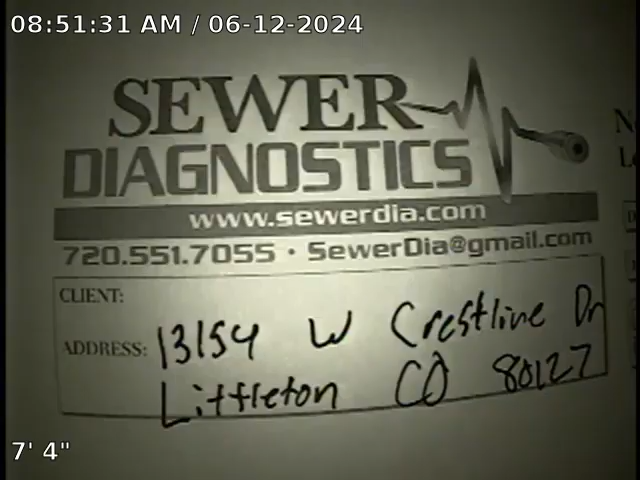 08:51:31 AM / 06-12-2024
SEWER
DIAGNOSTICS
www.sewerdia.com
720.551.7055 · SewerDia@gmail.com
CLIENT:
ADDRESS: 13154 W Crestline Dr
Littleton CO 80127
7' 4"